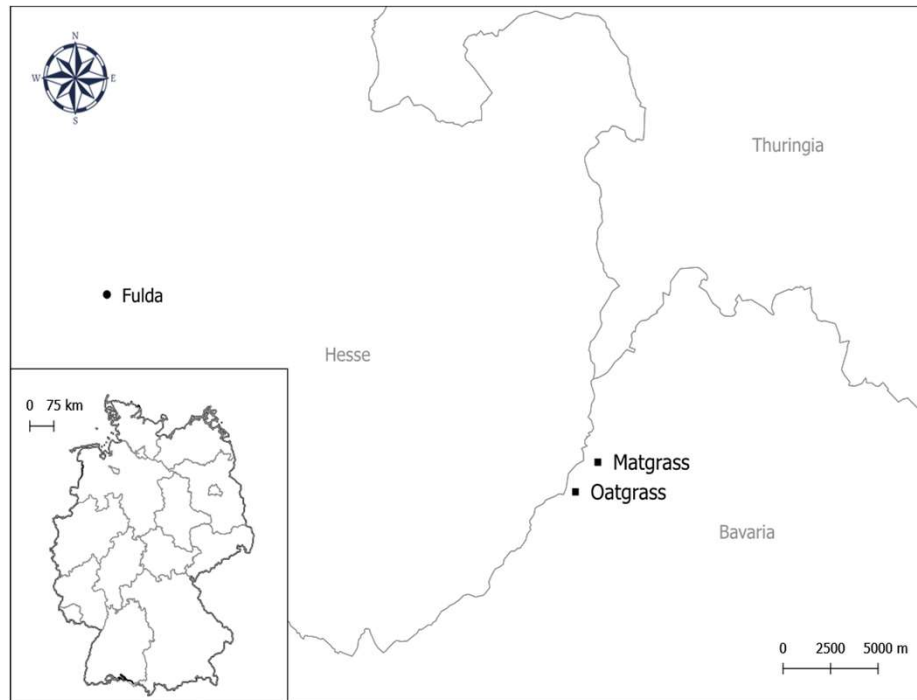 N
W E
S
Thuringia
Fulda
Hesse
0 75 km
Matgrass
Oatgrass
Bavaria
0 2500 5000 m